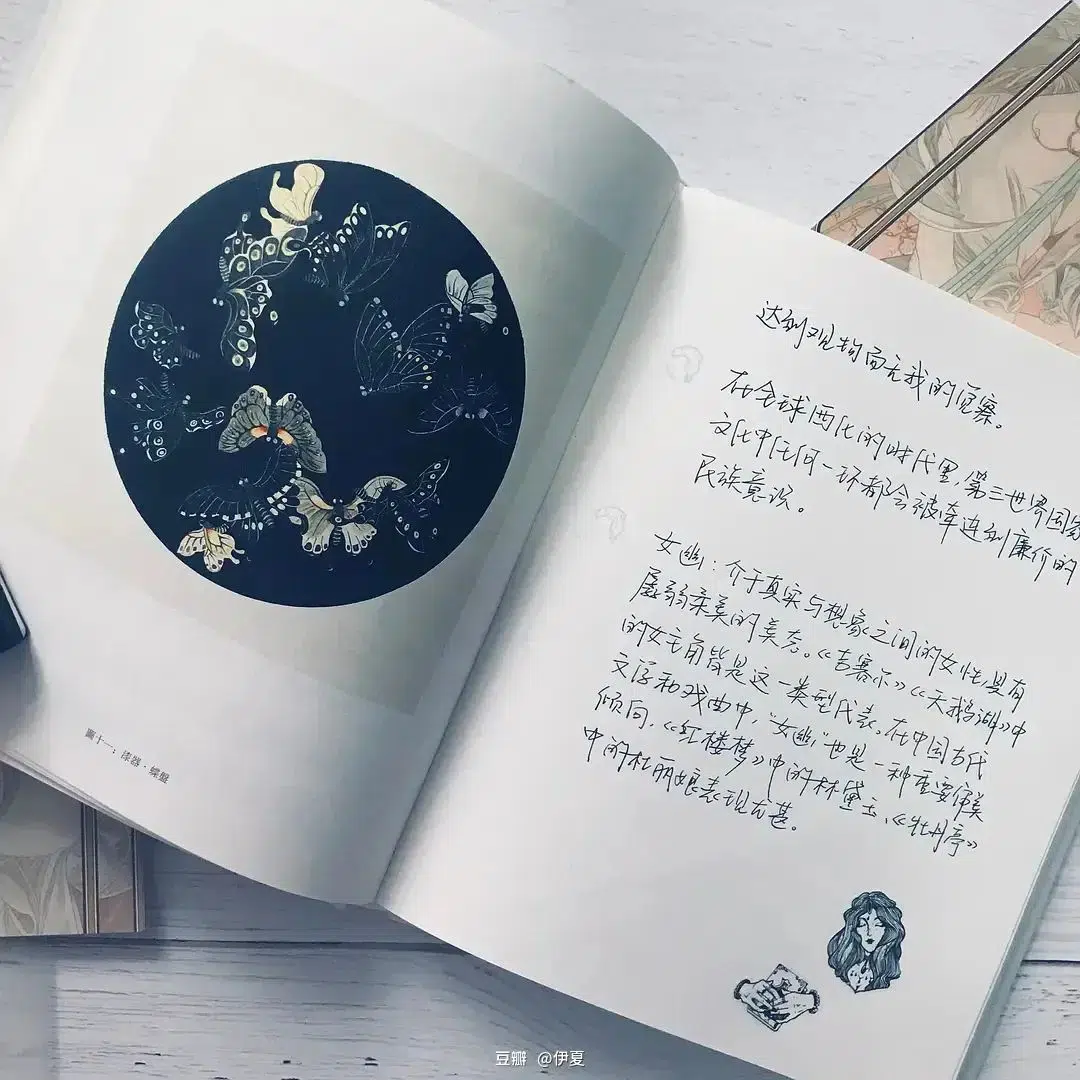 圖十一：漆器·蝶盤
达到观物而无我的洞察。
在全球西化的时代里，第三世界国家
文化中任何一环都会被牵连到廉价的
民族意识。
女幽：介于真实与想象之间的女性，具有
孱弱柔美的美态。《吉赛尔》《天鹅湖》中
的女主角皆是这一类型代表。在中国古代
文学和戏曲中，“女幽”也是一种重要审美
倾向，《红楼梦》中的林黛玉、《牡丹亭》
中的杜丽娘表现尤甚。
豆瓣 @伊夏